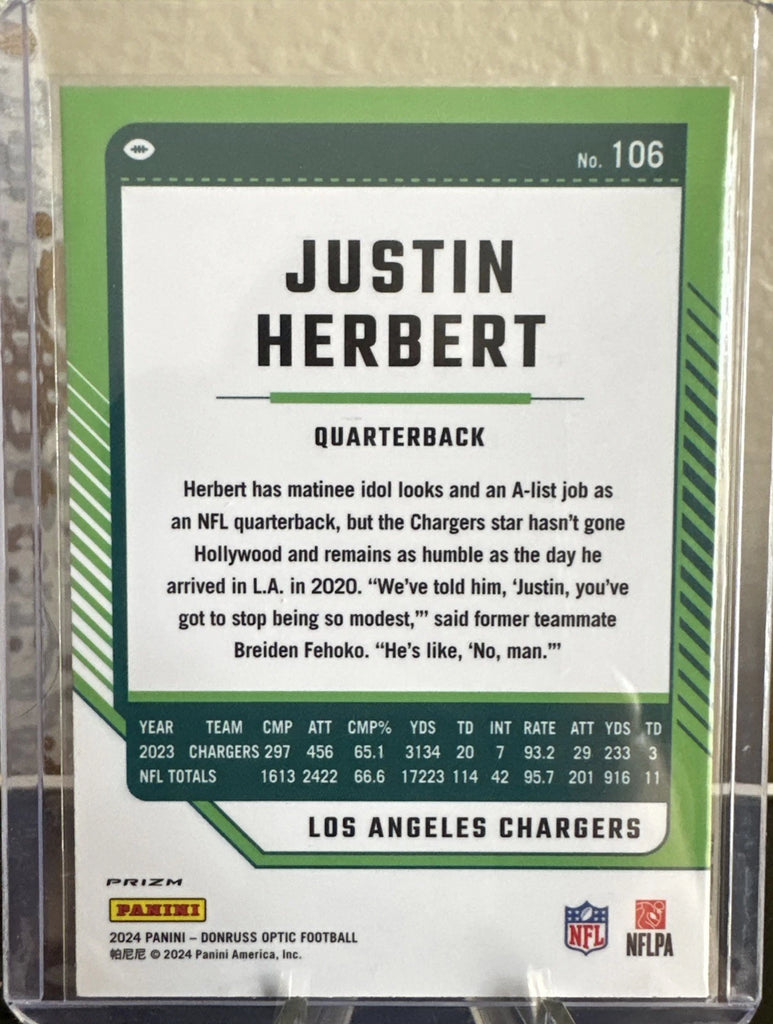 No. 106
JUSTIN
HERBERT
QUARTERBACK
Herbert has matinee idol looks and an A-list job as
an NFL quarterback, but the Chargers star hasn't gone
Hollywood and remains as humble as the day he
arrived in L.A. in 2020. “We've told him, ‘Justin, you've
got to stop being so modest,’” said former teammate
Breiden Fehoko. “He's like, ‘No, man.’”
YEAR TEAM CMP ATT CMP% YDS TD INT RATE ATT YDS TD
2023 CHARGERS 297 456 65.1 3134 20 7 93.2 29 233 3
NFL TOTALS 1613 2422 66.6 17223 114 42 95.7 201 916 11
LOS ANGELES CHARGERS
PRIZM
PANINI
2024 PANINI – DONRUSS OPTIC FOOTBALL
帕尼尼 © 2024 Panini America, Inc.
NFL
NFLPA